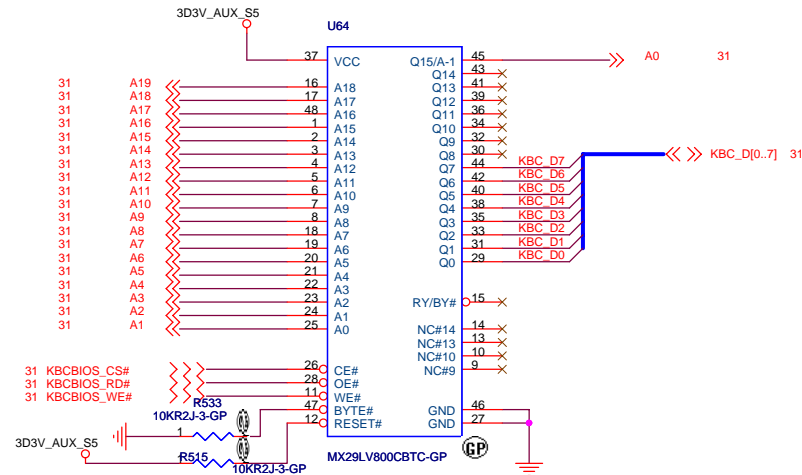 3D3V_AUX_S5
U64
37 VCC Q15/A-1 45 A0 31
Q14 43
31 A19 16 A18 Q13 41
31 A18 17 A17 Q12 39
31 A17 48 A16 Q11 36
31 A16 1 A15 Q10 34
31 A15 2 A14 Q9 32
31 A14 3 A13 Q8 30
31 A13 4 A12 Q7 44 KBC_D7 KBC_D[0..7] 31
31 A12 5 A11 Q6 42 KBC_D6
31 A11 6 A10 Q5 40 KBC_D5
31 A10 7 A9 Q4 38 KBC_D4
31 A9 8 A8 Q3 35 KBC_D3
31 A8 18 A7 Q2 33 KBC_D2
31 A7 19 A6 Q1 31 KBC_D1
31 A6 20 A5 Q0 29 KBC_D0
31 A5 21 A4
31 A4 22 A3
31 A3 23 A2 RY/BY# 15
31 A2 24 A1
31 A1 25 A0 NC#14 14
NC#13 13
NC#10 10
NC#9 9
31 KBCBIOS_CS# 26 CE#
31 KBCBIOS_RD# 28 OE#
31 KBCBIOS_WE# 11 WE#
R533
10KR2J-3-GP 47 BYTE# GND 46
1 12 RESET# GND 27
3D3V_AUX_S5
R515 1
10KR2J-3-GP
MX29LV800CBTC-GP GP